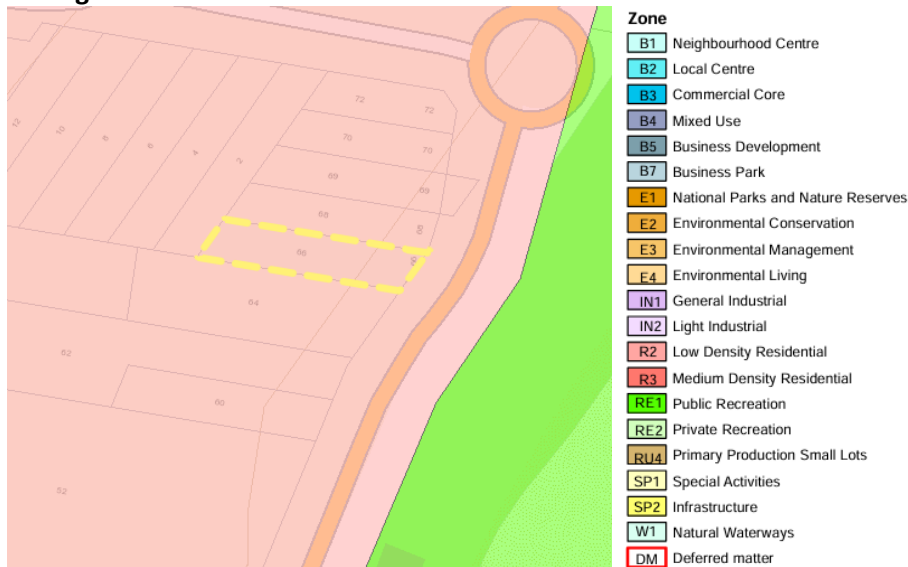 Zone
B1 Neighbourhood Centre
B2 Local Centre
B3 Commercial Core
B4 Mixed Use
B5 Business Development
B7 Business Park
E1 National Parks and Nature Reserves
E2 Environmental Conservation
E3 Environmental Management
E4 Environmental Living
IN1 General Industrial
IN2 Light Industrial
R2 Low Density Residential
R3 Medium Density Residential
RE1 Public Recreation
RE2 Private Recreation
RU4 Primary Production Small Lots
SP1 Special Activities
SP2 Infrastructure
W1 Natural Waterways
DM Deferred matter
72 72
70 70
69 69
12 10 8 6 4 2
68 68
66
64
62
60
52